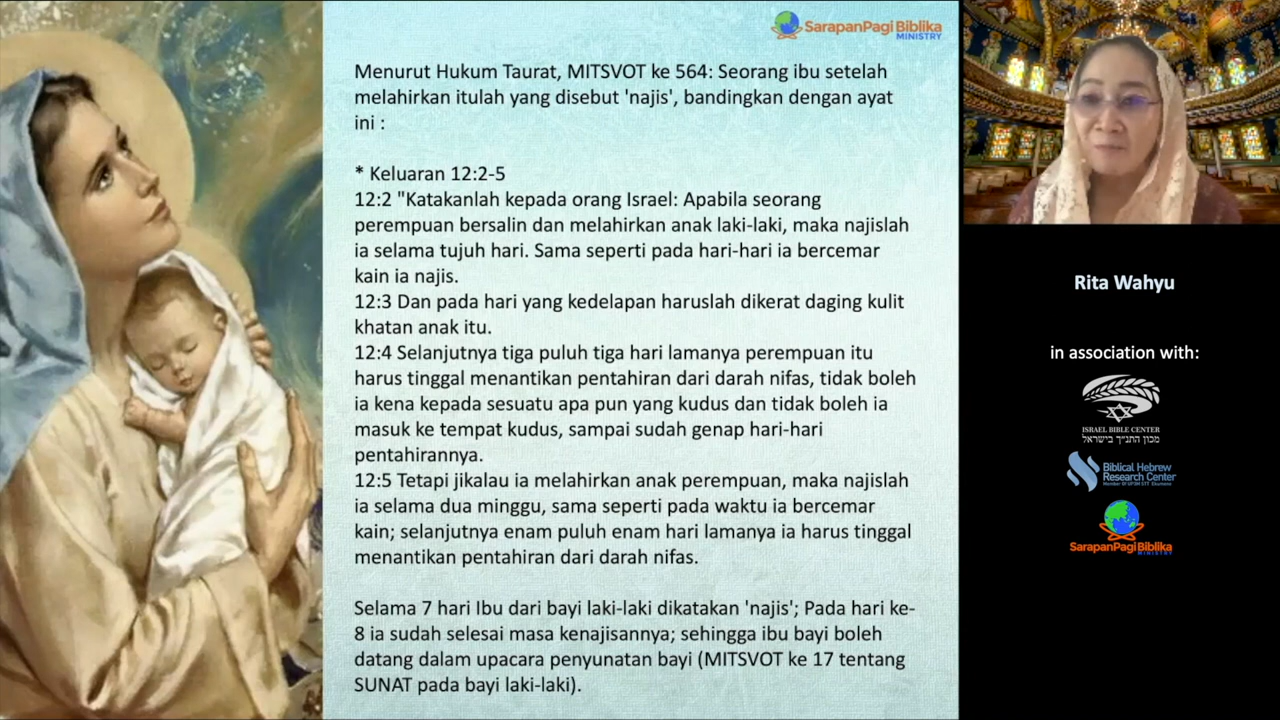 SarapanPagi Biblika
MINISTRY
Menurut Hukum Taurat, MITSVOT ke 564: Seorang ibu setelah
melahirkan itulah yang disebut 'najis', bandingkan dengan ayat
ini :
* Keluaran 12:2-5
12:2 "Katakanlah kepada orang Israel: Apabila seorang
perempuan bersalin dan melahirkan anak laki-laki, maka najislah
ia selama tujuh hari. Sama seperti pada hari-hari ia bercemar
kain ia najis.
12:3 Dan pada hari yang kedelapan haruslah dikerat daging kulit
khatan anak itu.
12:4 Selanjutnya tiga puluh tiga hari lamanya perempuan itu
harus tinggal menantikan pentahiran dari darah nifas, tidak boleh
ia kena kepada sesuatu apa pun yang kudus dan tidak boleh ia
masuk ke tempat kudus, sampai sudah genap hari-hari
pentahirannya.
12:5 Tetapi jikalau ia melahirkan anak perempuan, maka najislah
ia selama dua minggu, sama seperti pada waktu ia bercemar
kain; selanjutnya enam puluh enam hari lamanya ia harus tinggal
menantikan pentahiran dari darah nifas.
Selama 7 hari Ibu dari bayi laki-laki dikatakan 'najis'; Pada hari ke-
8 ia sudah selesai masa kenajisannya; sehingga ibu bayi boleh
datang dalam upacara penyunatan bayi (MITSVOT ke 17 tentang
SUNAT pada bayi laki-laki).
Rita Wahyu
in association with:
ISRAEL BIBLE CENTER
מכון התנ״ך בישראל
Biblical Hebrew
Research Center
SarapanPagi Biblika
MINISTRY